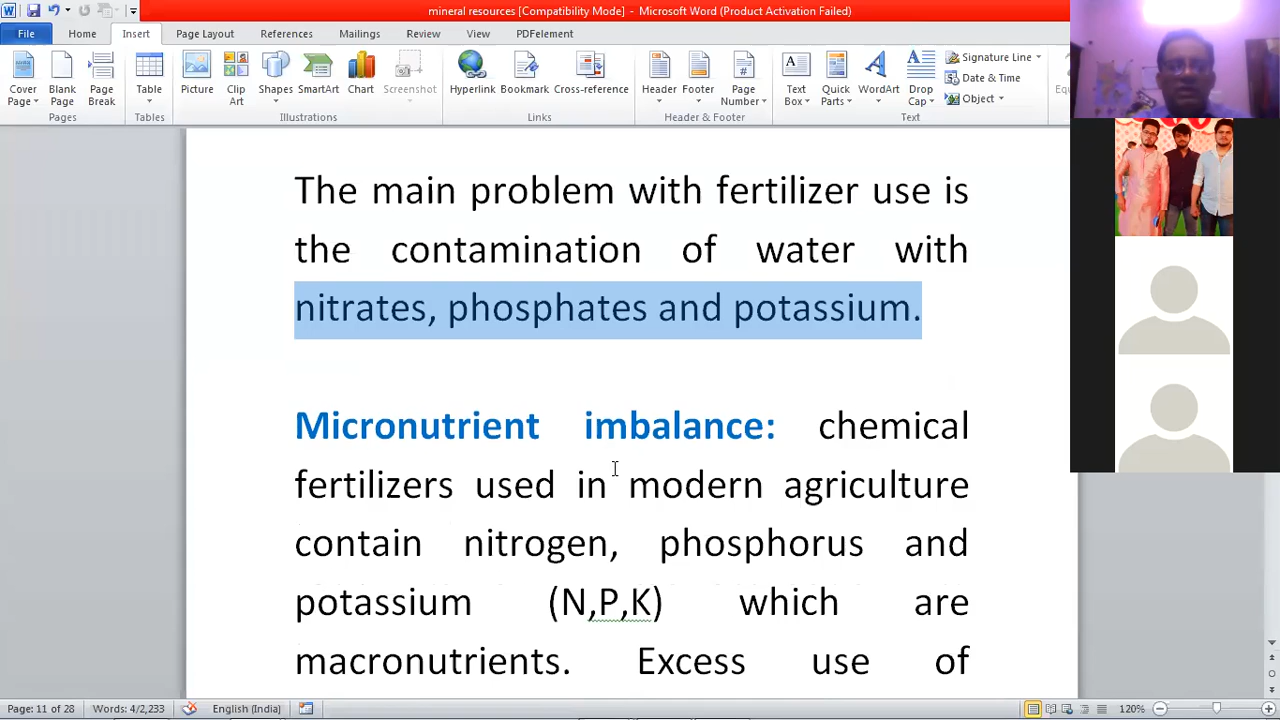 mineral resources [Compatibility Mode] - Microsoft Word (Product Activation Failed)
File Home Insert Page Layout References Mailings Review View PDFelement
Cover Page Blank Page Page Break Table Picture Clip Art Shapes SmartArt Chart Screenshot Hyperlink Bookmark Cross-reference Header Footer Page Number Text Box Quick Parts WordArt Drop Cap Signature Line
Date & Time
Object
Pages Tables Illustrations Links Header & Footer Text
The main problem with fertilizer use is
the contamination of water with
nitrates, phosphates and potassium.
Micronutrient imbalance: chemical
fertilizers used in modern agriculture
contain nitrogen, phosphorus and
potassium (N,P,K) which are
macronutrients. Excess use of
Page: 11 of 28 Words: 4/2,233 English (India) 120%